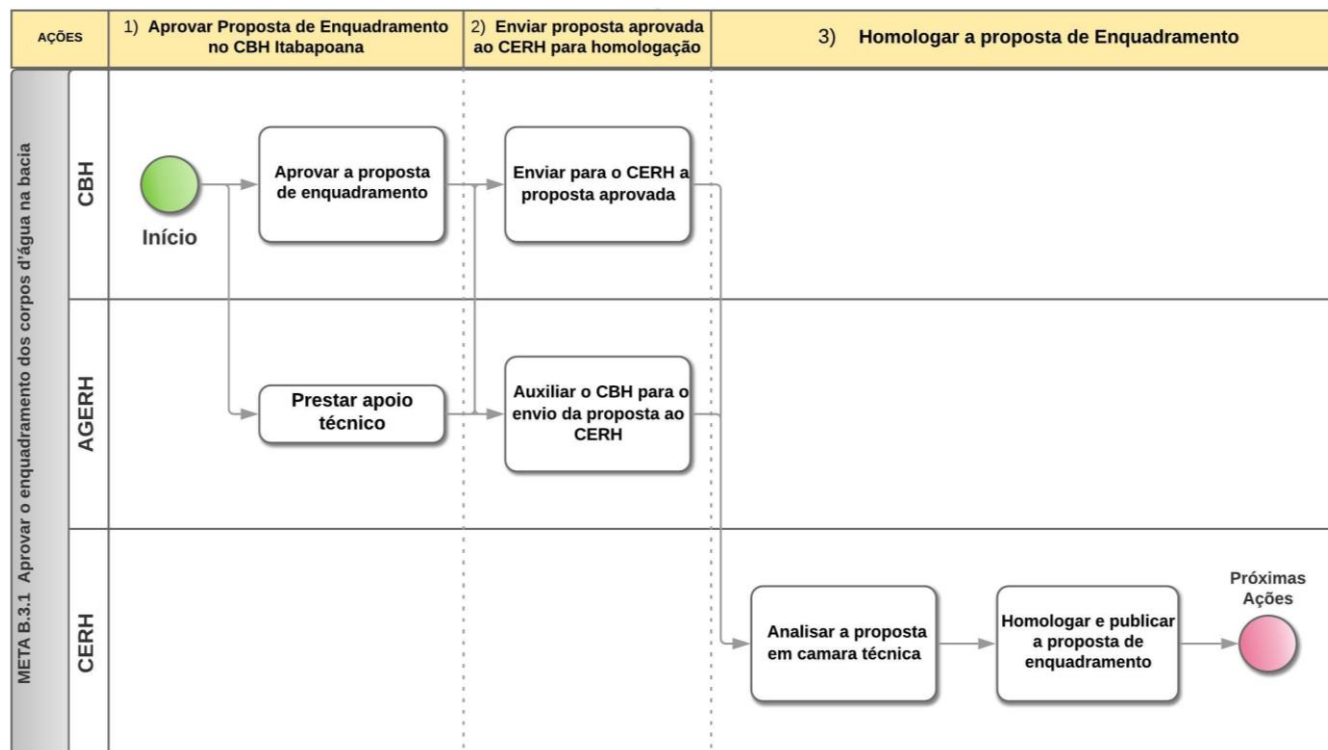 AÇÕES
1) Aprovar Proposta de Enquadramento
no CBH Itabapoana
2) Enviar proposta aprovada
ao CERH para homologação
3) Homologar a proposta de Enquadramento
META B.3.1 Aprovar o enquadramento dos corpos d'água na bacia
CBH
Início
Aprovar a proposta
de enquadramento
Enviar para o CERH a
proposta aprovada
AGERH
Prestar apoio
técnico
Auxiliar o CBH para o
envio da proposta ao
CERH
CERH
Analisar a proposta
em camara técnica
Homologar e publicar
a proposta de
enquadramento
Próximas
Ações